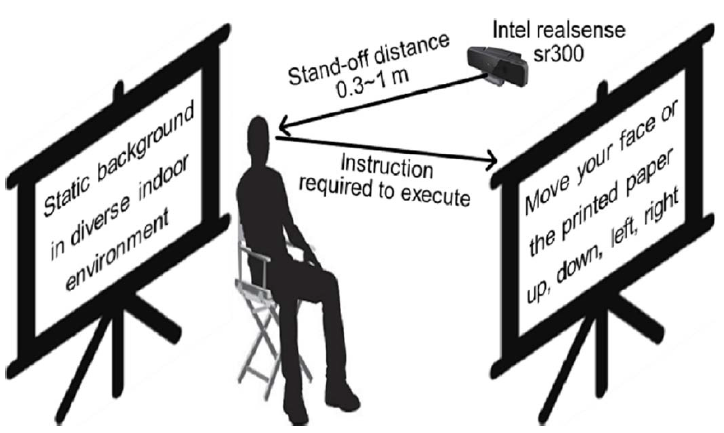 Intel realsense
sr300
Stand-off distance
0.3~1 m
Instruction
required to execute
Static background
in diverse indoor
environment
Move your face or
the printed paper
up, down, left, right